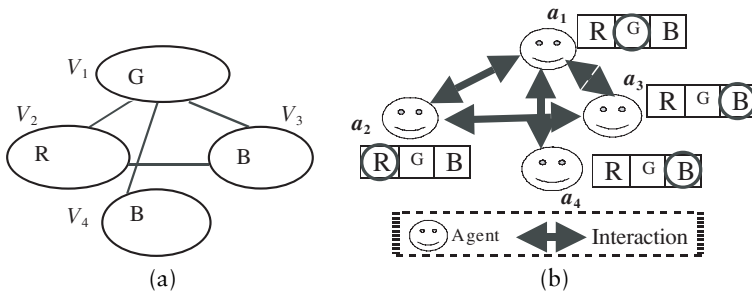 V1
G
V2
V3
R
B
V4
B
(a)
a1
R G B
a3
R G B
a2
R G B
R G B
a4
Agent
Interaction
(b)